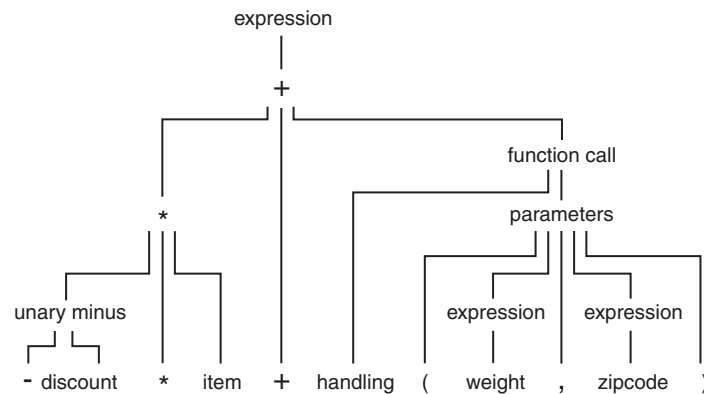 expression
+
function call
* parameters
unary minus expression expression
- discount * item + handling ( weight , zipcode )